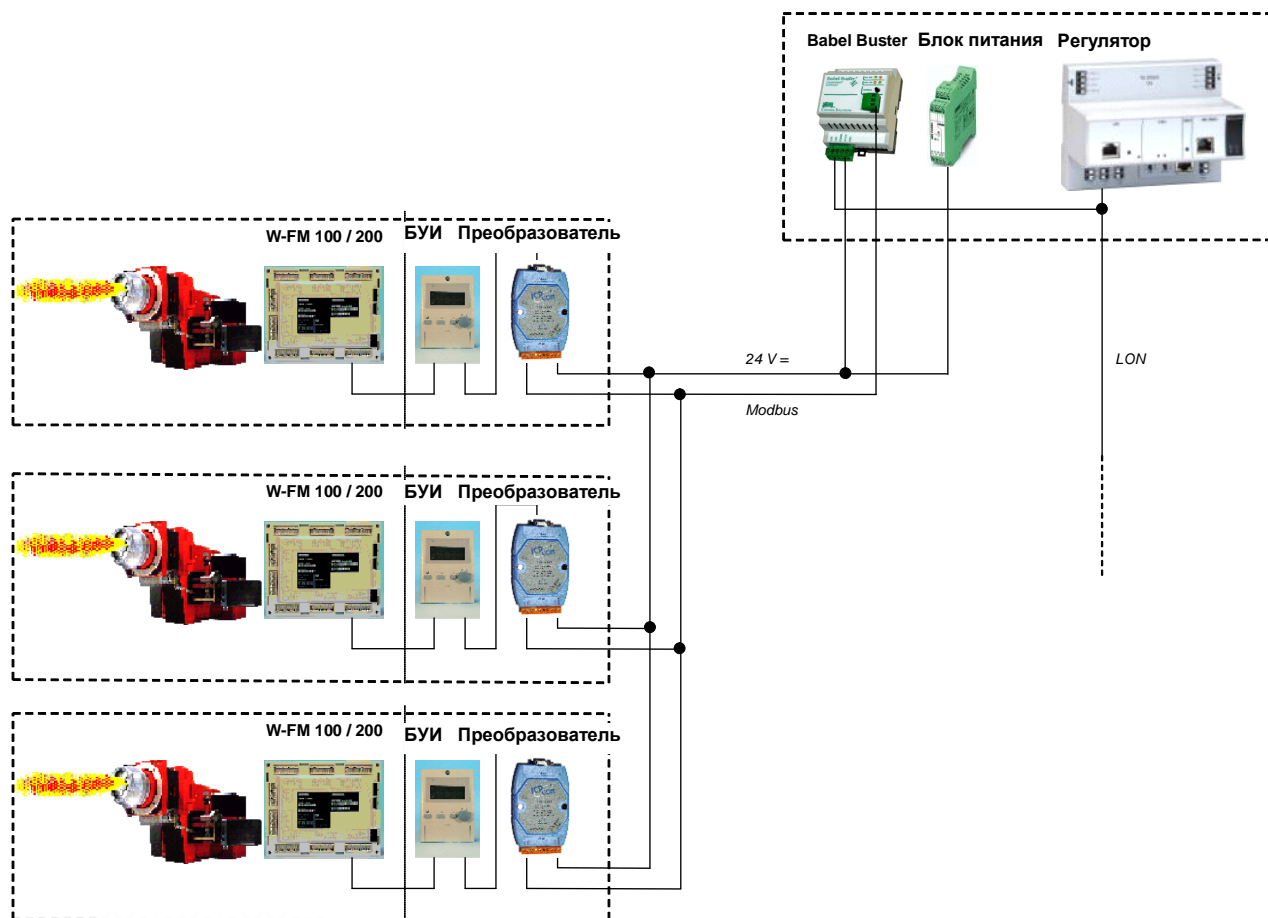 Babel Buster Блок питания Регулятор
W-FM 100 / 200 БУИ Преобразователь
24 V =
LON
Modbus
W-FM 100 / 200 БУИ Преобразователь
W-FM 100 / 200 БУИ Преобразователь